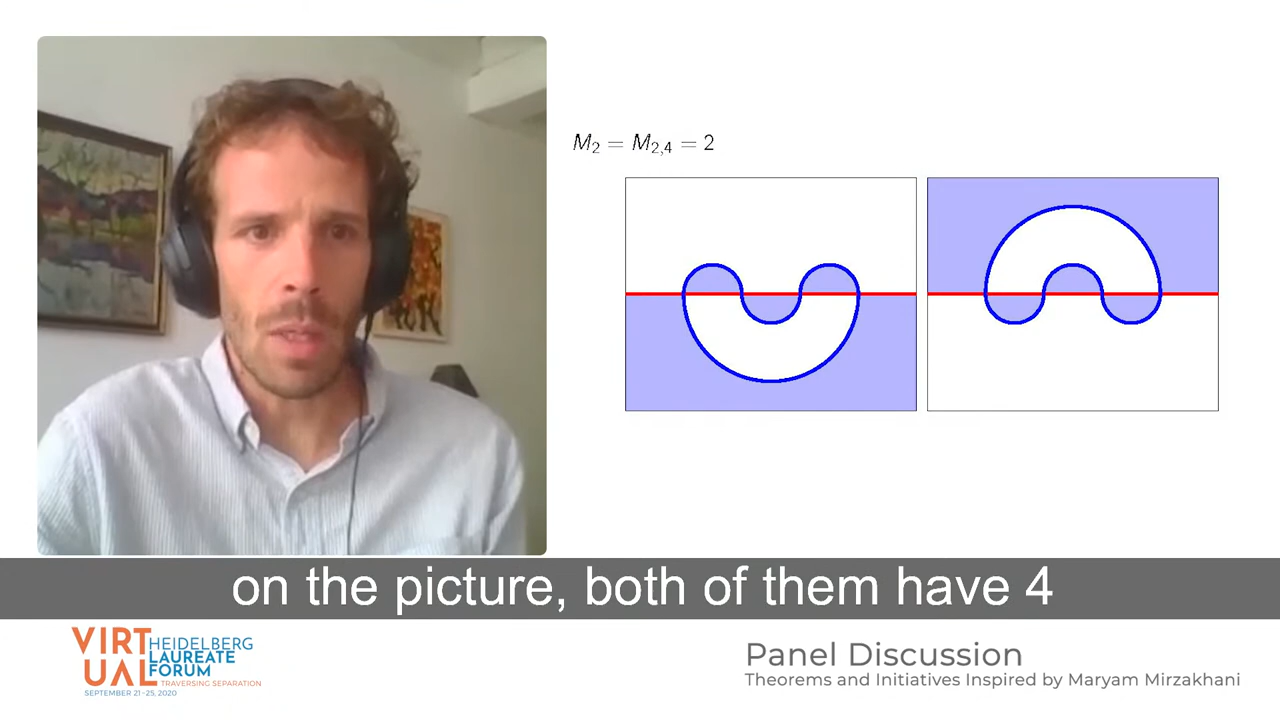 M₂ = M₂,₄ = 2
on the picture, both of them have 4
VIRTUAL HEIDELBERG LAUREATE FORUM
TRAVERSING SEPARATION
SEPTEMBER 21–25, 2020
Panel Discussion
Theorems and Initiatives Inspired by Maryam Mirzakhani